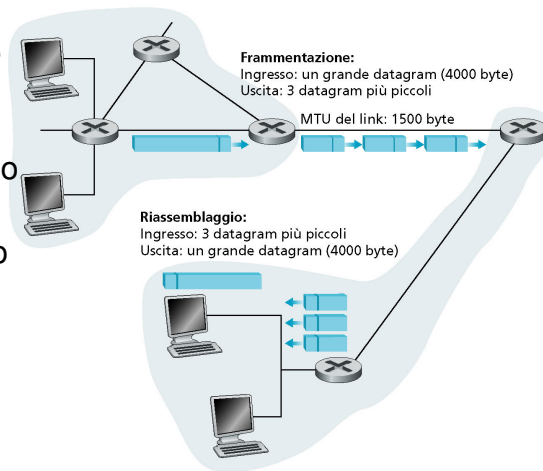 Frammentazione:
Ingresso: un grande datagram (4000 byte)
Uscita: 3 datagram più piccoli
MTU del link: 1500 byte
o
o
Riassemblaggio:
Ingresso: 3 datagram più piccoli
Uscita: un grande datagram (4000 byte)